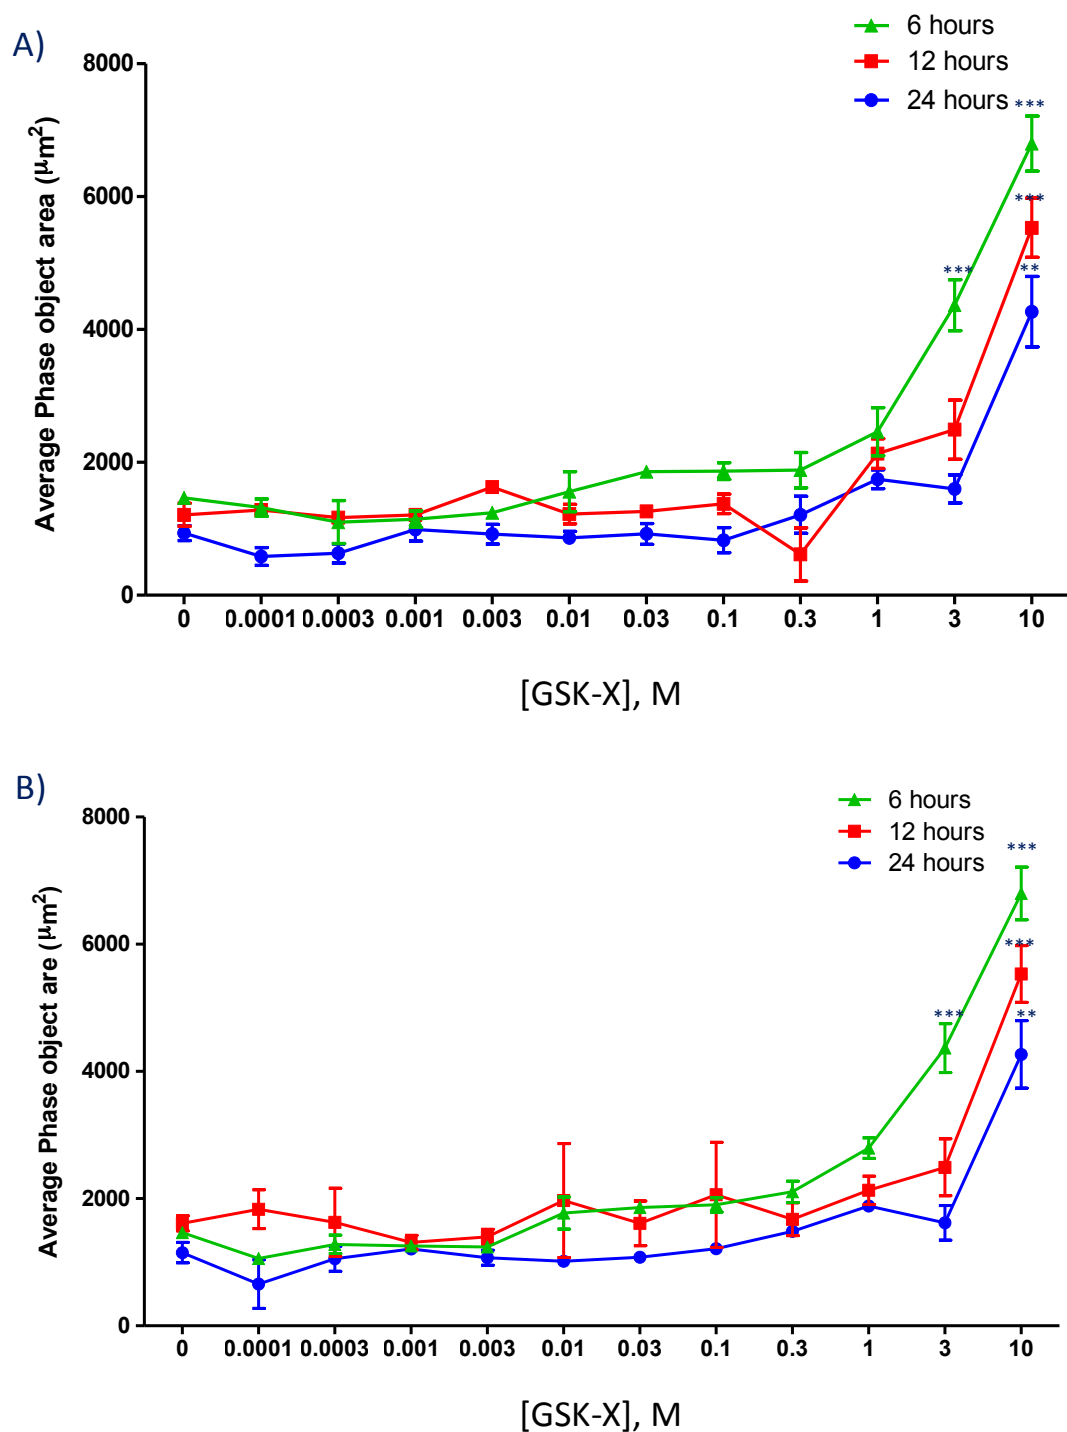 A)
6 hours
12 hours
24 hours
Average Phase object area (μm²)
8000
6000
4000
2000
0
***
***
***
**
0 0.0001 0.0003 0.001 0.003 0.01 0.03 0.1 0.3 1 3 10
[GSK-X], M
B)
6 hours
12 hours
24 hours
Average Phase object are (μm²)
8000
6000
4000
2000
0
***
***
***
**
0 0.0001 0.0003 0.001 0.003 0.01 0.03 0.1 0.3 1 3 10
[GSK-X], M